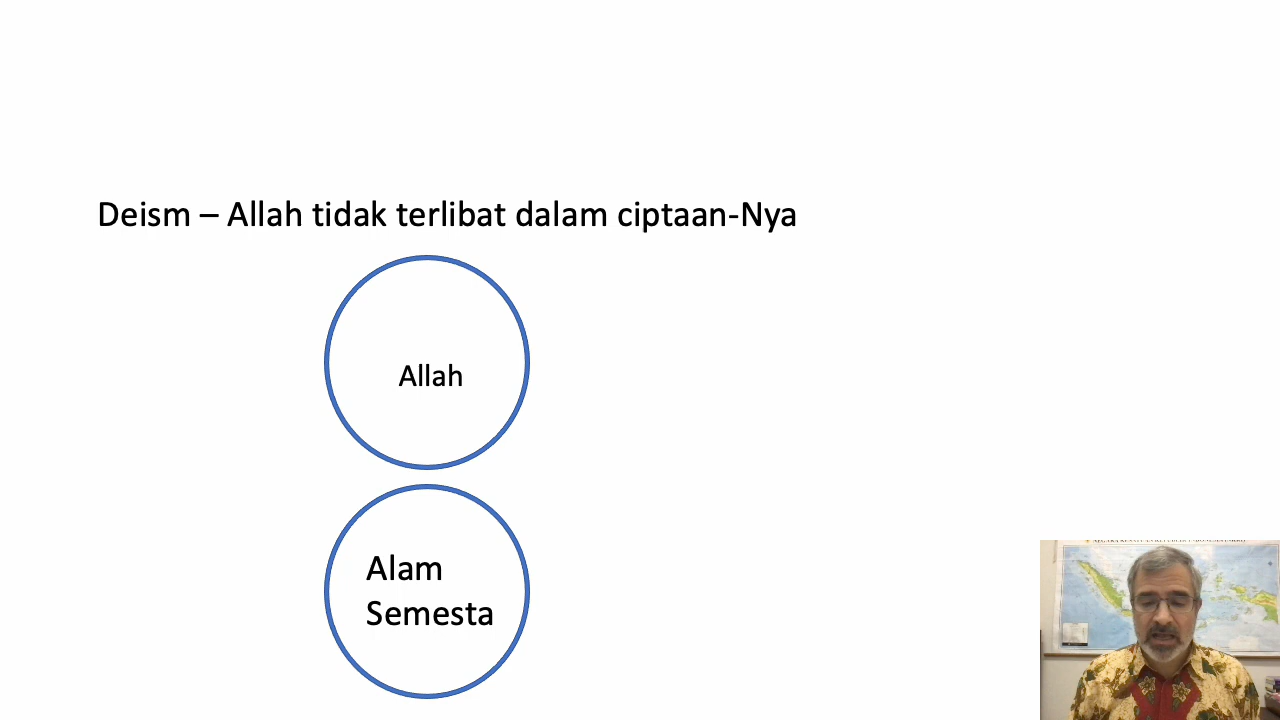 Deism – Allah tidak terlibat dalam ciptaan-Nya
Allah
Alam
Semesta